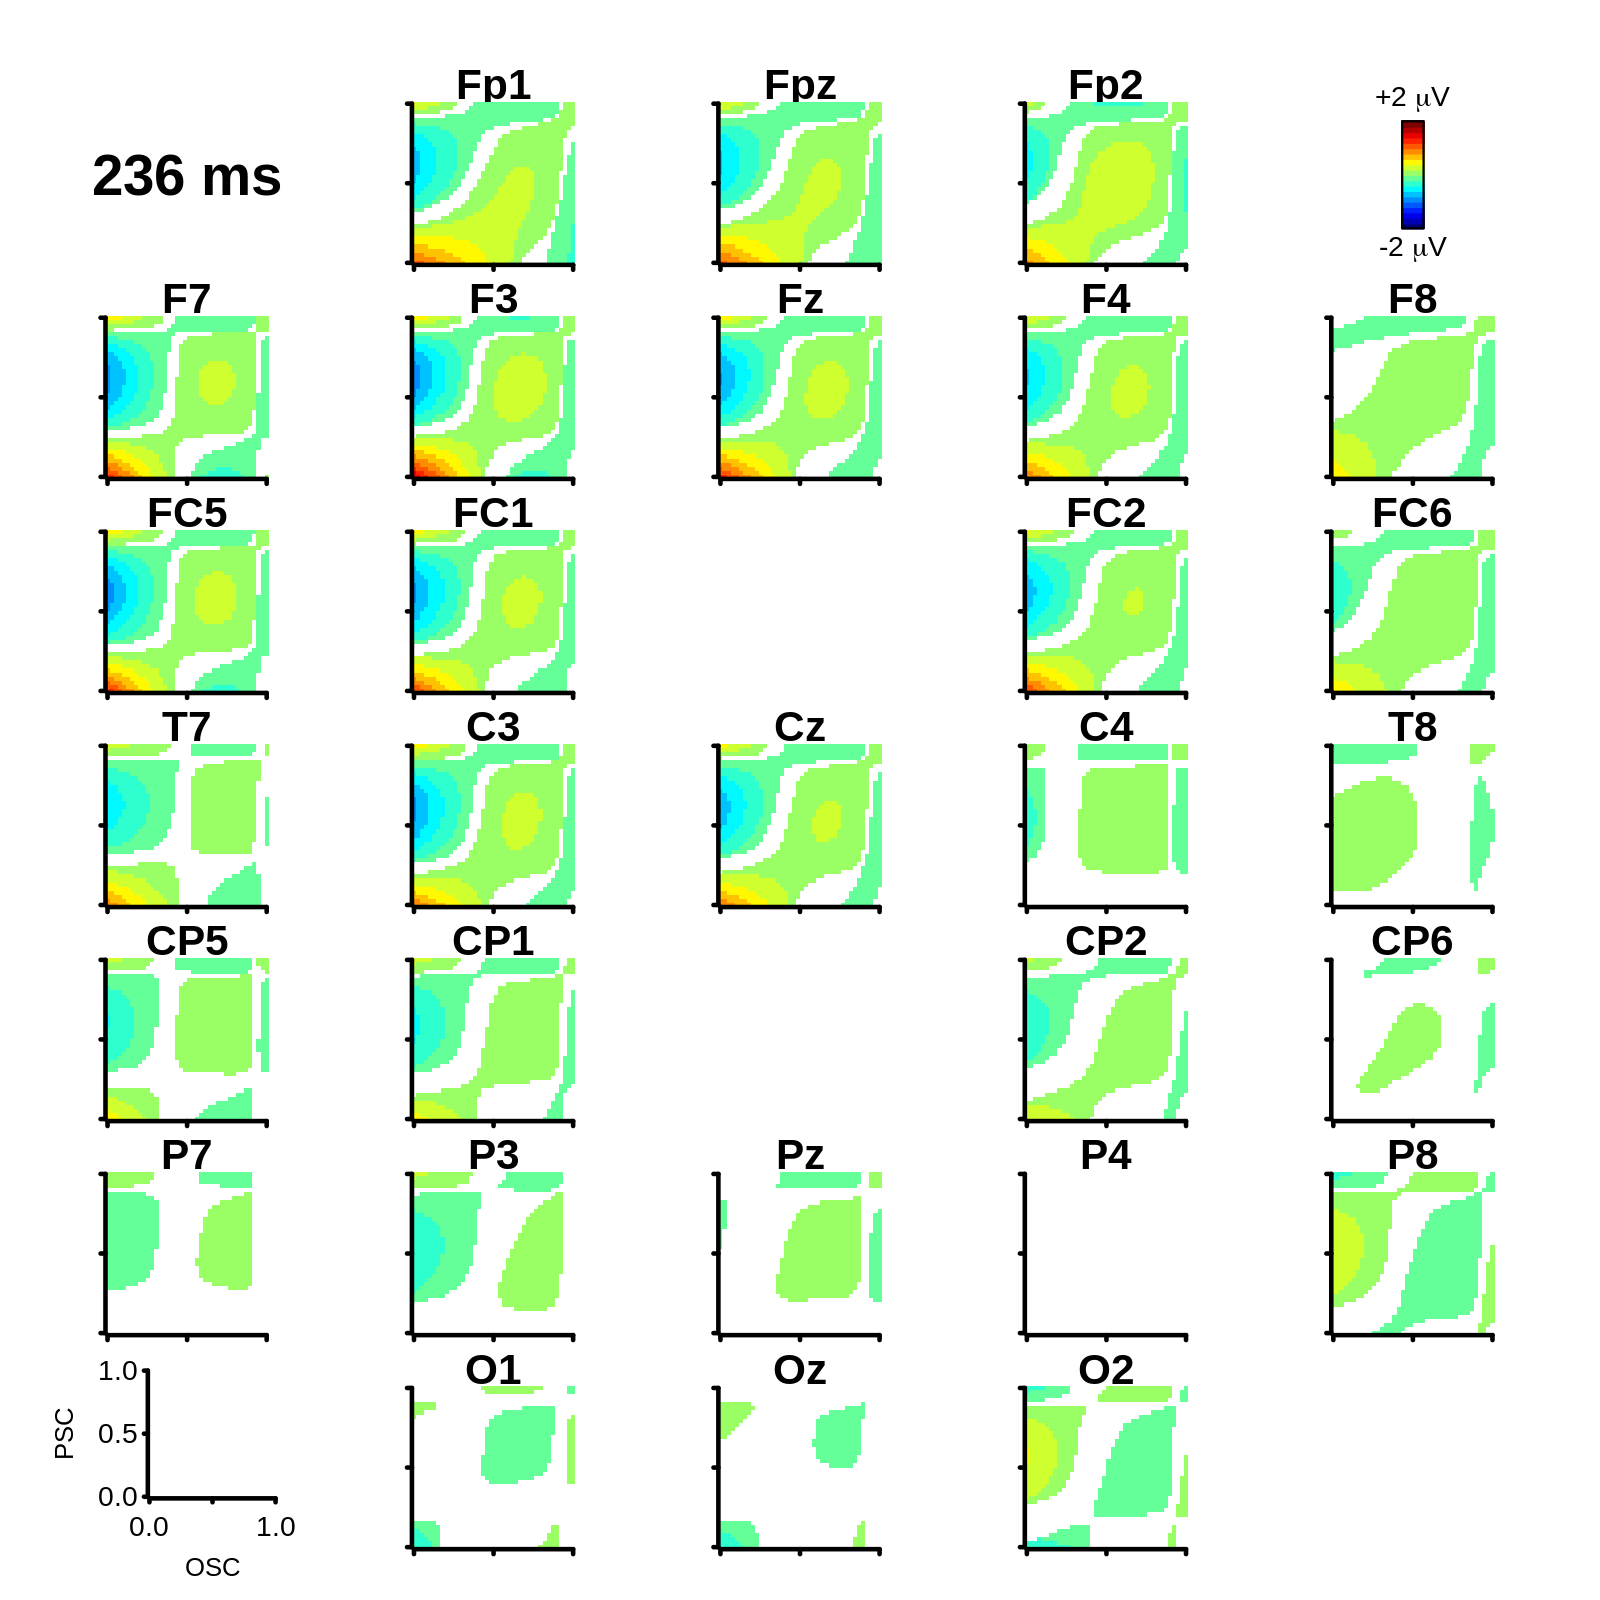 Fp1 Fpz Fp2
+2 μV
236 ms
-2 μV
F7 F3 Fz F4 F8
FC5 FC1 FC2 FC6
T7 C3 Cz C4 T8
CP5 CP1 CP2 CP6
P7 P3 Pz P4 P8
O1 Oz O2
1.0
PSC
0.5
0.0
0.0 1.0
OSC